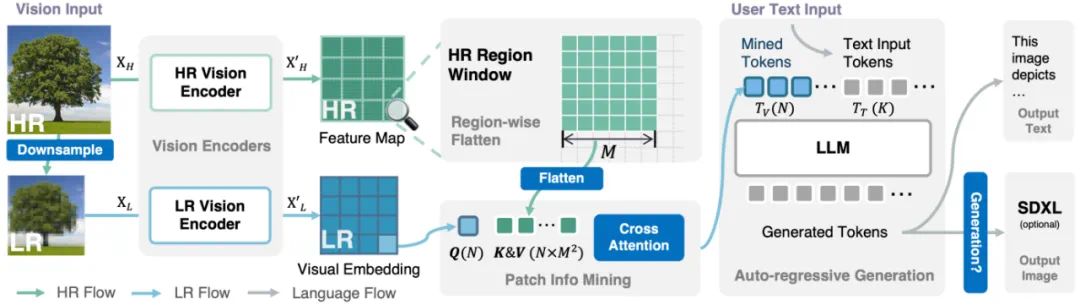 Vision Input
HR
Downsample
LR
X_H
X_L
HR Vision
Encoder
Vision Encoders
LR Vision
Encoder
X'_H
X'_L
HR
Feature Map
LR
Visual Embedding
HR Region
Window
Region-wise
Flatten
M
Flatten
Q(N)
K&V (N×M²)
...
Cross
Attention
Patch Info Mining
User Text Input
Mined
Tokens
Text Input
Tokens
...
...
T_V(N)
T_T (K)
LLM
...
Generated Tokens
Auto-regressive Generation
This
image
depicts
...
Output
Text
Generation?
SDXL
(optional)
Output
Image
HR Flow
LR Flow
Language Flow